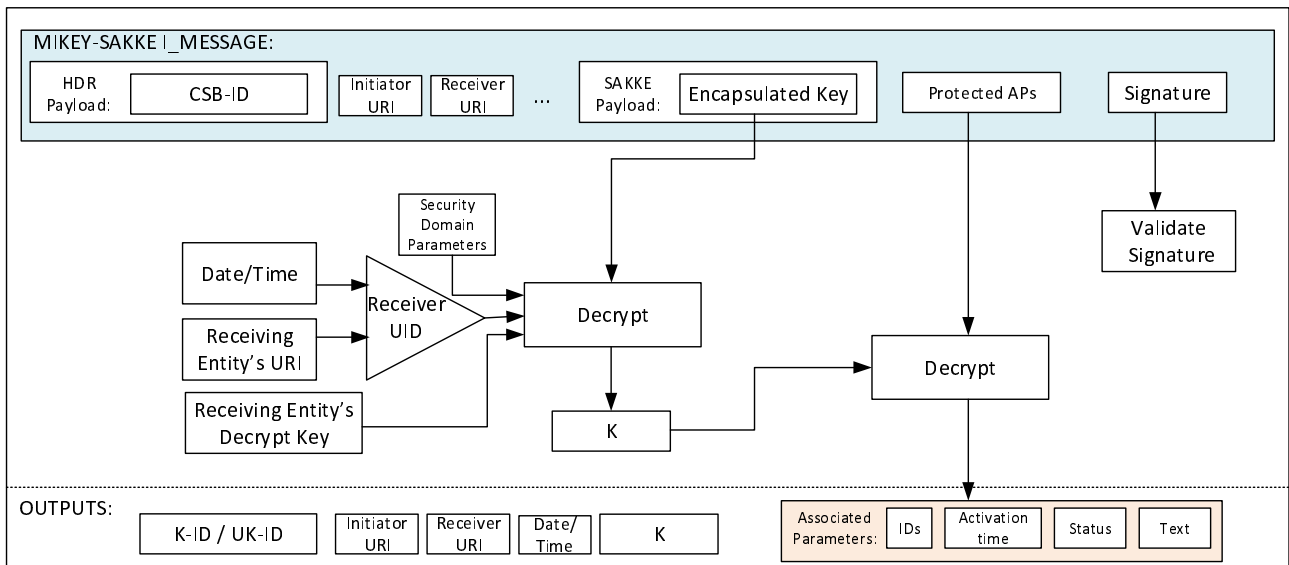 MIKEY-SAKKE I_MESSAGE:
HDR
Payload:
CSB-ID
Initiator
URI
Receiver
URI
...
SAKKE
Payload:
Encapsulated Key
Protected APs
Signature
Security
Domain
Parameters
Validate
Signature
Date/Time
Receiver
UID
Decrypt
Receiving
Entity’s URI
Decrypt
Receiving Entity’s
Decrypt Key
K
OUTPUTS:
K-ID / UK-ID
Initiator
URI
Receiver
URI
Date/
Time
K
Associated
Parameters:
IDs
Activation
time
Status
Text